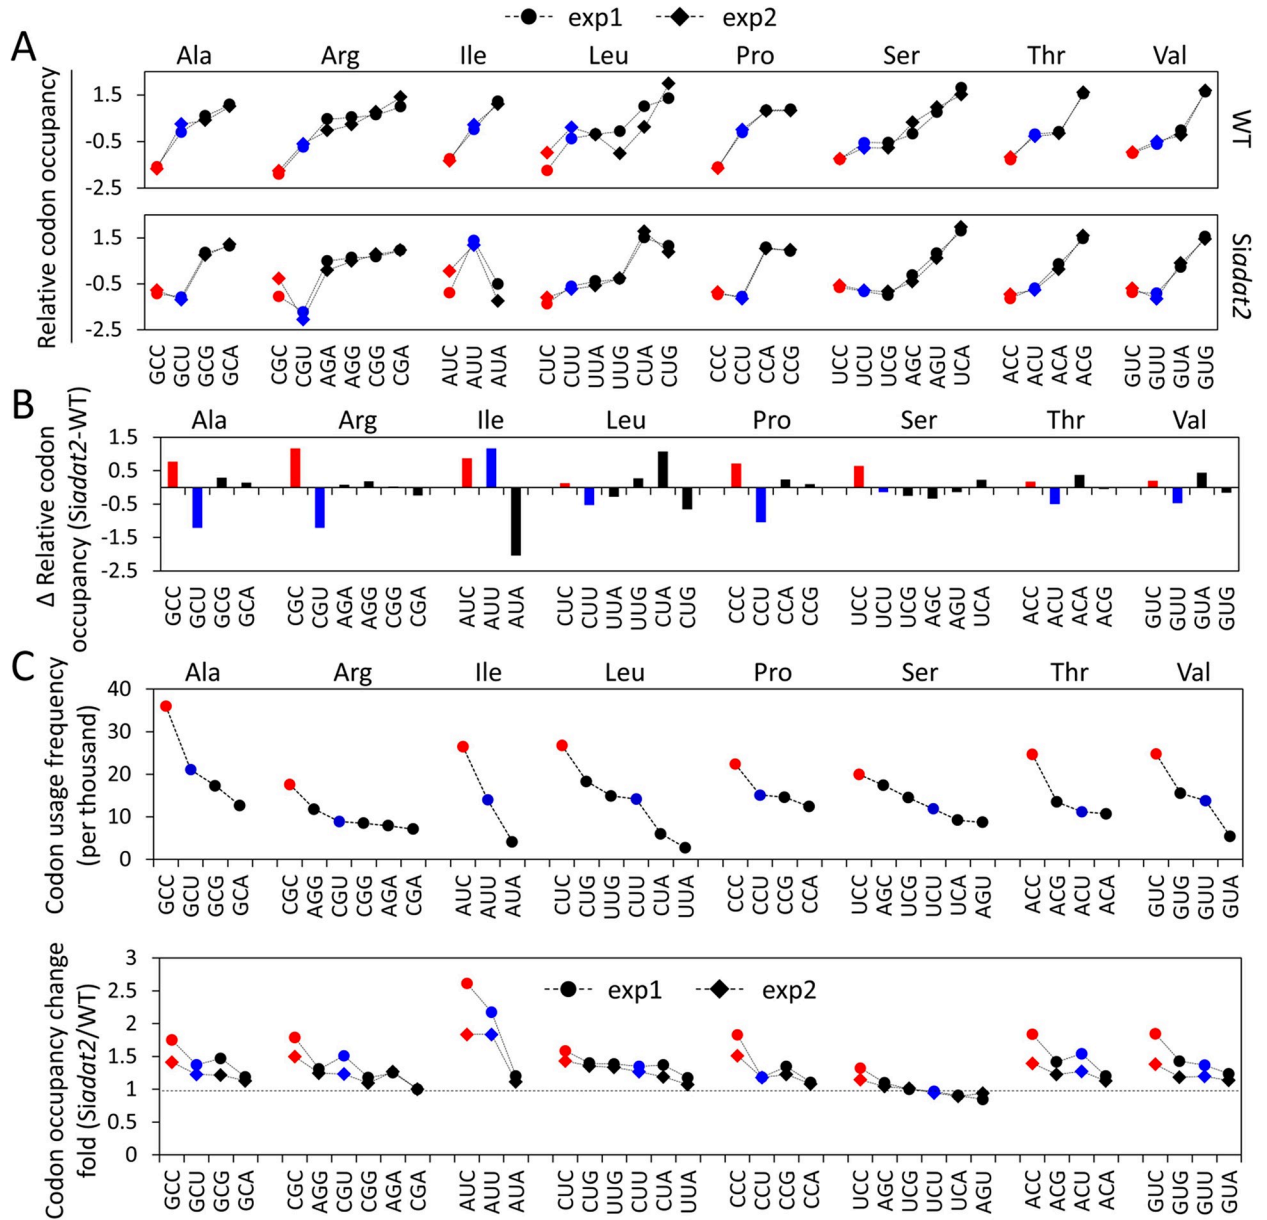 exp1 exp2
A
Ala Arg Ile Leu Pro Ser Thr Val
Relative codon occupancy
1.5
-0.5
-2.5
WT
1.5
-0.5
-2.5
Siadat2
GCC GCU GCG GCA CGC CGU AGA AGG CGG CGA AUC AUU AUA CUC CUU UUA UUG CUA CUG CCC CCU CCA CCG UCC UCU UCG AGC AGU UCA ACC ACU ACA ACG GUC GUU GUA GUG
B
Ala Arg Ile Leu Pro Ser Thr Val
Δ Relative codon
occupancy (Siadat2-WT)
1.5
0.5
-0.5
-1.5
-2.5
GCC GCU GCG GCA CGC CGU AGA AGG CGG CGA AUC AUU AUA CUC CUU UUA UUG CUA CUG CCC CCU CCA CCG UCC UCU UCG AGC AGU UCA ACC ACU ACA ACG GUC GUU GUA GUG
C
Ala Arg Ile Leu Pro Ser Thr Val
Codon usage frequency
(per thousand)
40
30
20
10
0
GCC GCU GCG GCA CGC AGG CGU CGG AGA CGA AUC AUU AUA CUC CUG UUG CUU CUA UUA CCC CCU CCG CCA UCC AGC UCG UCU UCA AGU ACC ACG ACU ACA GUC GUG GUU GUA
Codon occupancy change
fold (Siadat2/WT)
3
2.5
2
1.5
1
0.5
0
exp1 exp2
GCC GCU GCG GCA CGC AGG CGU CGG AGA CGA AUC AUU AUA CUC CUG UUG CUU CUA UUA CCC CCU CCG CCA UCC AGC UCG UCU UCA AGU ACC ACG ACU ACA GUC GUG GUU GUA